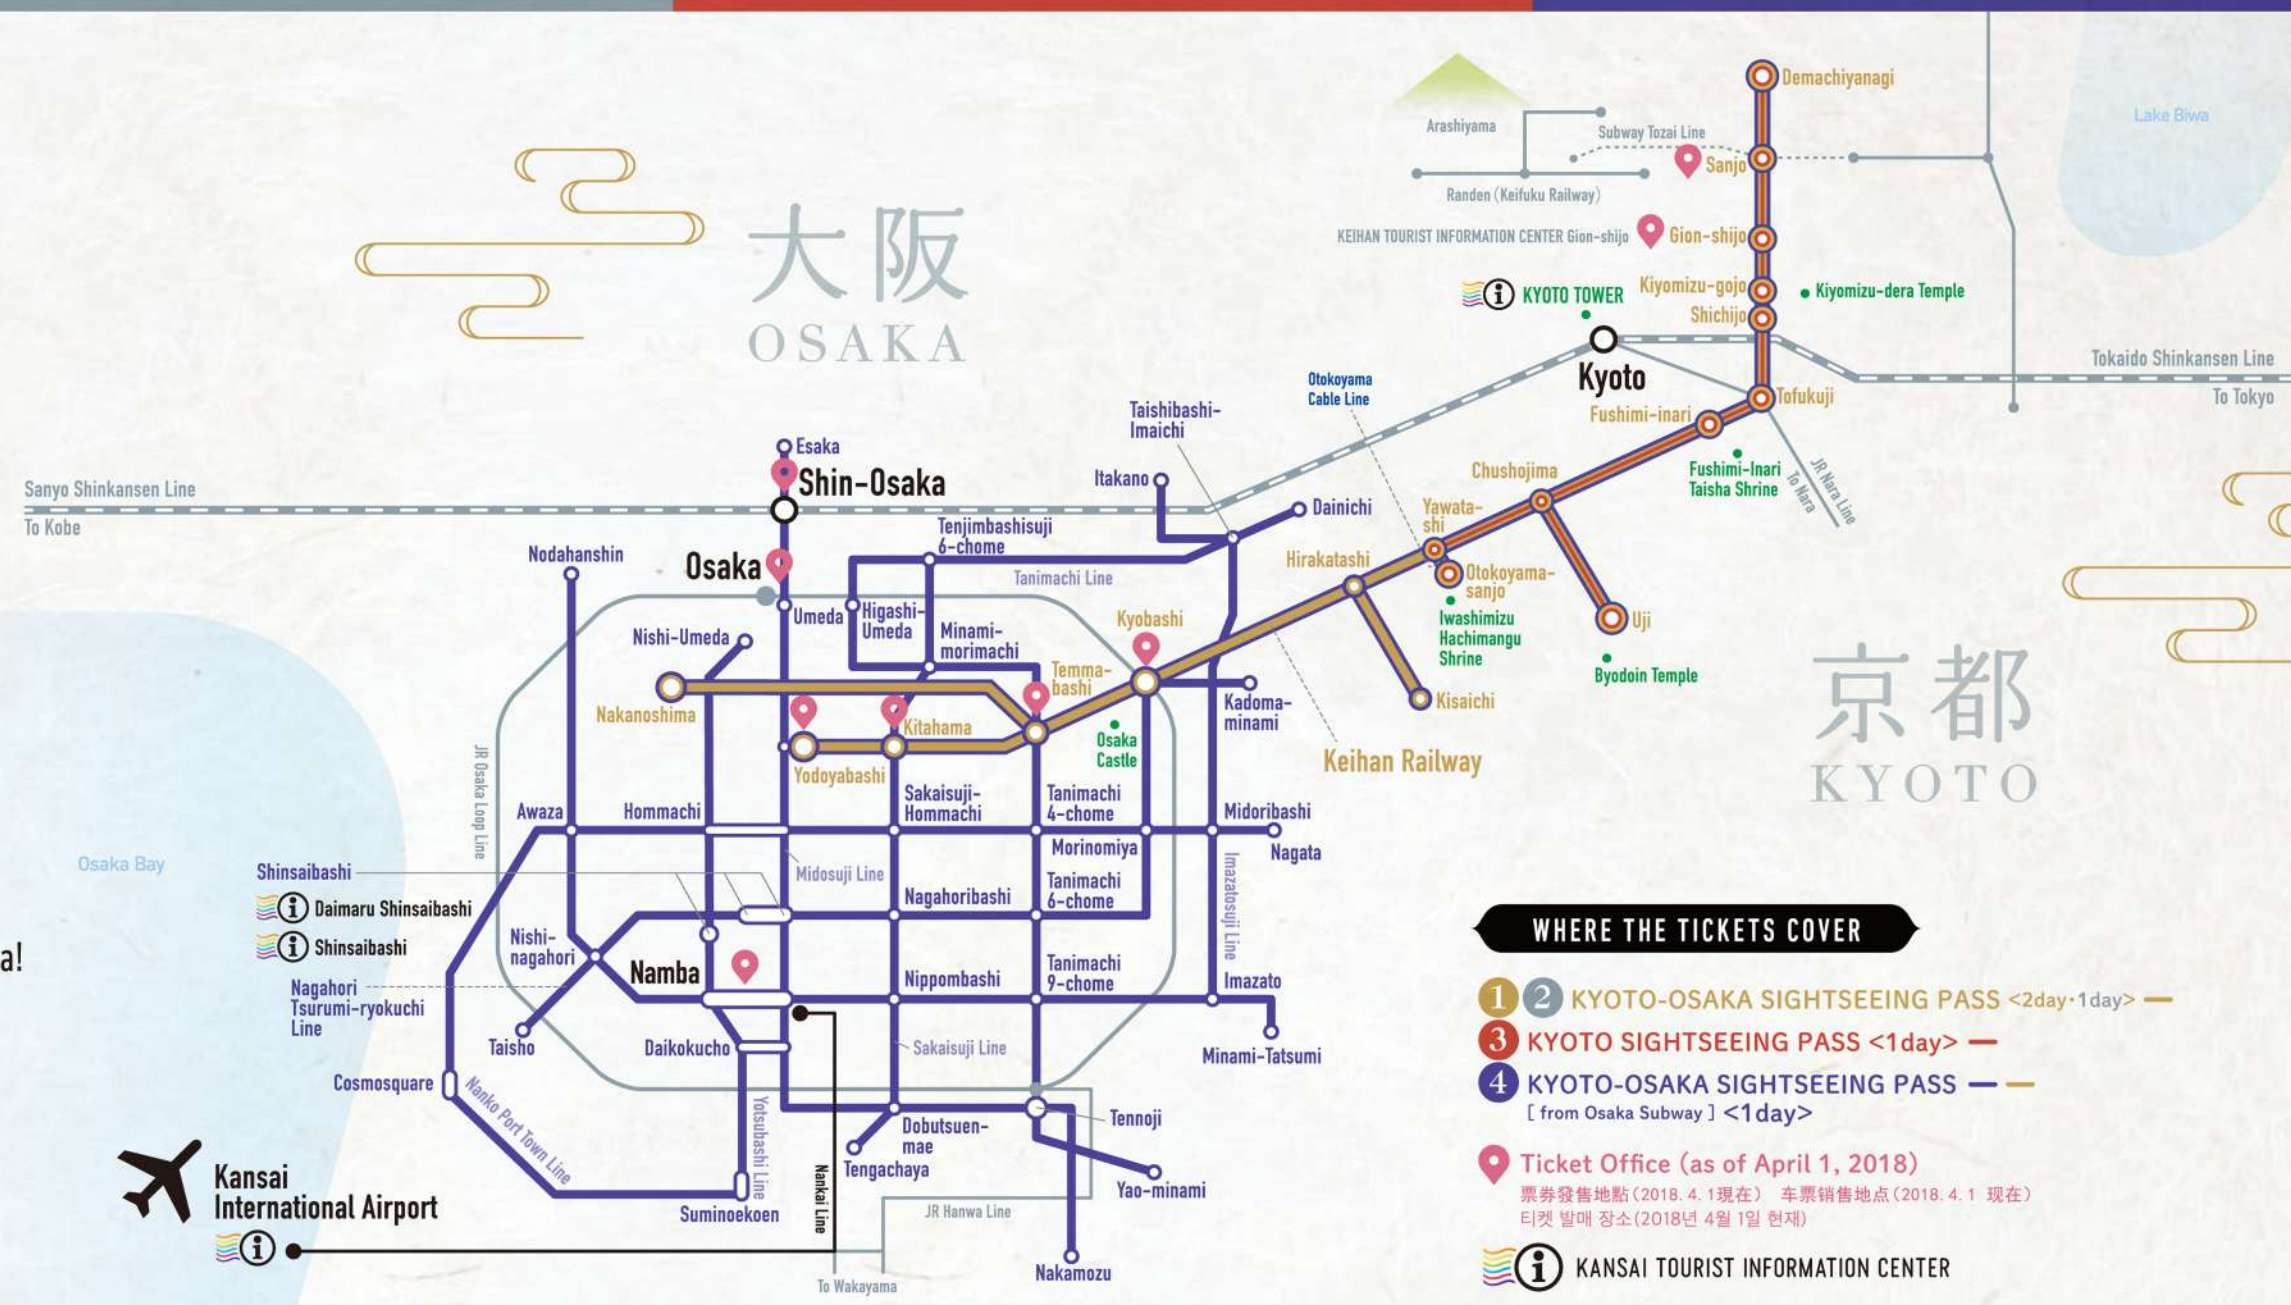 大阪
OSAKA
京都
KYOTO
Demachiyanagi
Lake Biwa
Arashiyama
Subway Tozai Line
Sanjo
Randen (Keifuku Railway)
KEIHAN TOURIST INFORMATION CENTER Gion-shijo
Gion-shijo
KYOTO TOWER
Kiyomizu-gojo
Kiyomizu-dera Temple
Shichijo
Kyoto
Tokaido Shinkansen Line
To Tokyo
Otokoyama
Cable Line
Tofukuji
Fushimi-inari
Fushimi-Inari
Taisha Shrine
JR Nara Line
To Nara
Chushojima
Yawata-
shi
Hirakatashi
Otokoyama-
sanjo
Iwashimizu
Hachimangu
Shrine
Uji
Byodoin Temple
Kisaichi
Keihan Railway
Taishibashi-
Imaichi
Itakano
Dainichi
Esaka
Shin-Osaka
Sanyo Shinkansen Line
To Kobe
Tenjimbashisuji
6-chome
Tanimachi Line
Nodahanshin
Osaka
Umeda
Higashi-
Umeda
Minami-
morimachi
Nishi-Umeda
Kyobashi
Temma-
bashi
Nakanoshima
Kitahama
Yodoyabashi
Osaka
Castle
Kadoma-
minami
JR Osaka Loop Line
Awaza
Hommachi
Sakaisuji-
Hommachi
Tanimachi
4-chome
Midoribashi
Morinomiya
Nagata
Osaka Bay
Shinsaibashi
Midosuji Line
Daimaru Shinsaibashi
Shinsaibashi
Nagahoribashi
Tanimachi
6-chome
Imazatosuji Line
a!
Nishi-
nagahori
Namba
Nippombashi
Tanimachi
9-chome
Imazato
Nagahori
Tsurumi-ryokuchi
Line
Taisho
Daikokucho
Sakaisuji Line
Minami-Tatsumi
Cosmosquare
Nanko Port Town Line
Yotsubashi Line
Nankai Line
Dobutsuen-
mae
Tennoji
Tengachaya
Yao-minami
Suminoekoen
JR Hanwa Line
Kansai
International Airport
Nakamozu
To Wakayama
WHERE THE TICKETS COVER
1 2 KYOTO-OSAKA SIGHTSEEING PASS <2day·1day>
3 KYOTO SIGHTSEEING PASS <1day>
4 KYOTO-OSAKA SIGHTSEEING PASS
[ from Osaka Subway ] <1day>
Ticket Office (as of April 1, 2018)
票券發售地點(2018. 4. 1現在) 车票销售地点(2018. 4. 1 现在)
티켓 발매 장소(2018년 4월 1일 현재)
KANSAI TOURIST INFORMATION CENTER